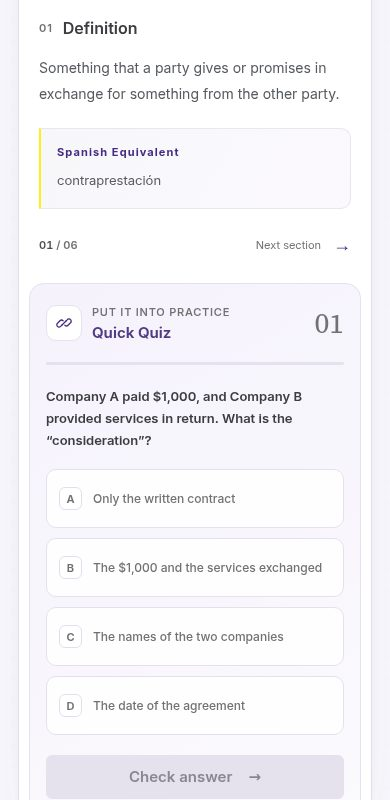 01 Definition
Something that a party gives or promises in
exchange for something from the other party.
Spanish Equivalent
contraprestación
01 / 06
Next section →
PUT IT INTO PRACTICE
Quick Quiz
01
Company A paid $1,000, and Company B
provided services in return. What is the
“consideration”?
A Only the written contract
B The $1,000 and the services exchanged
C The names of the two companies
D The date of the agreement
Check answer →